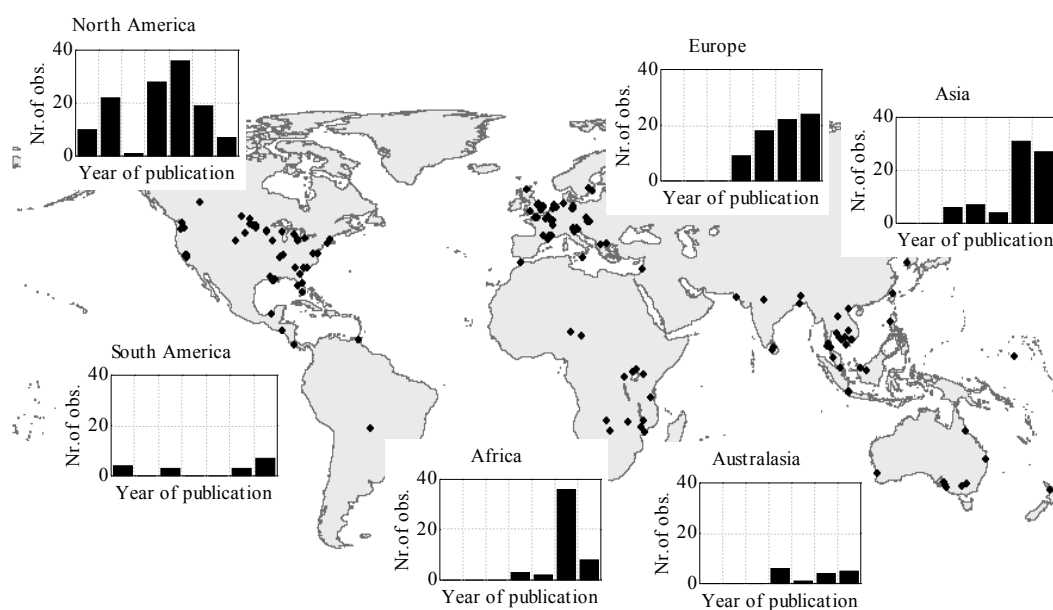 North America
40
20
0
Nr.of obs.
Year of publication
Europe
40
20
0
Nr.of obs.
Year of publication
Asia
40
20
0
Nr.of obs.
Year of publication
South America
40
20
0
Nr.of obs.
Year of publication
Africa
40
20
0
Nr.of obs.
Year of publication
Australasia
40
20
0
Nr.of obs.
Year of publication